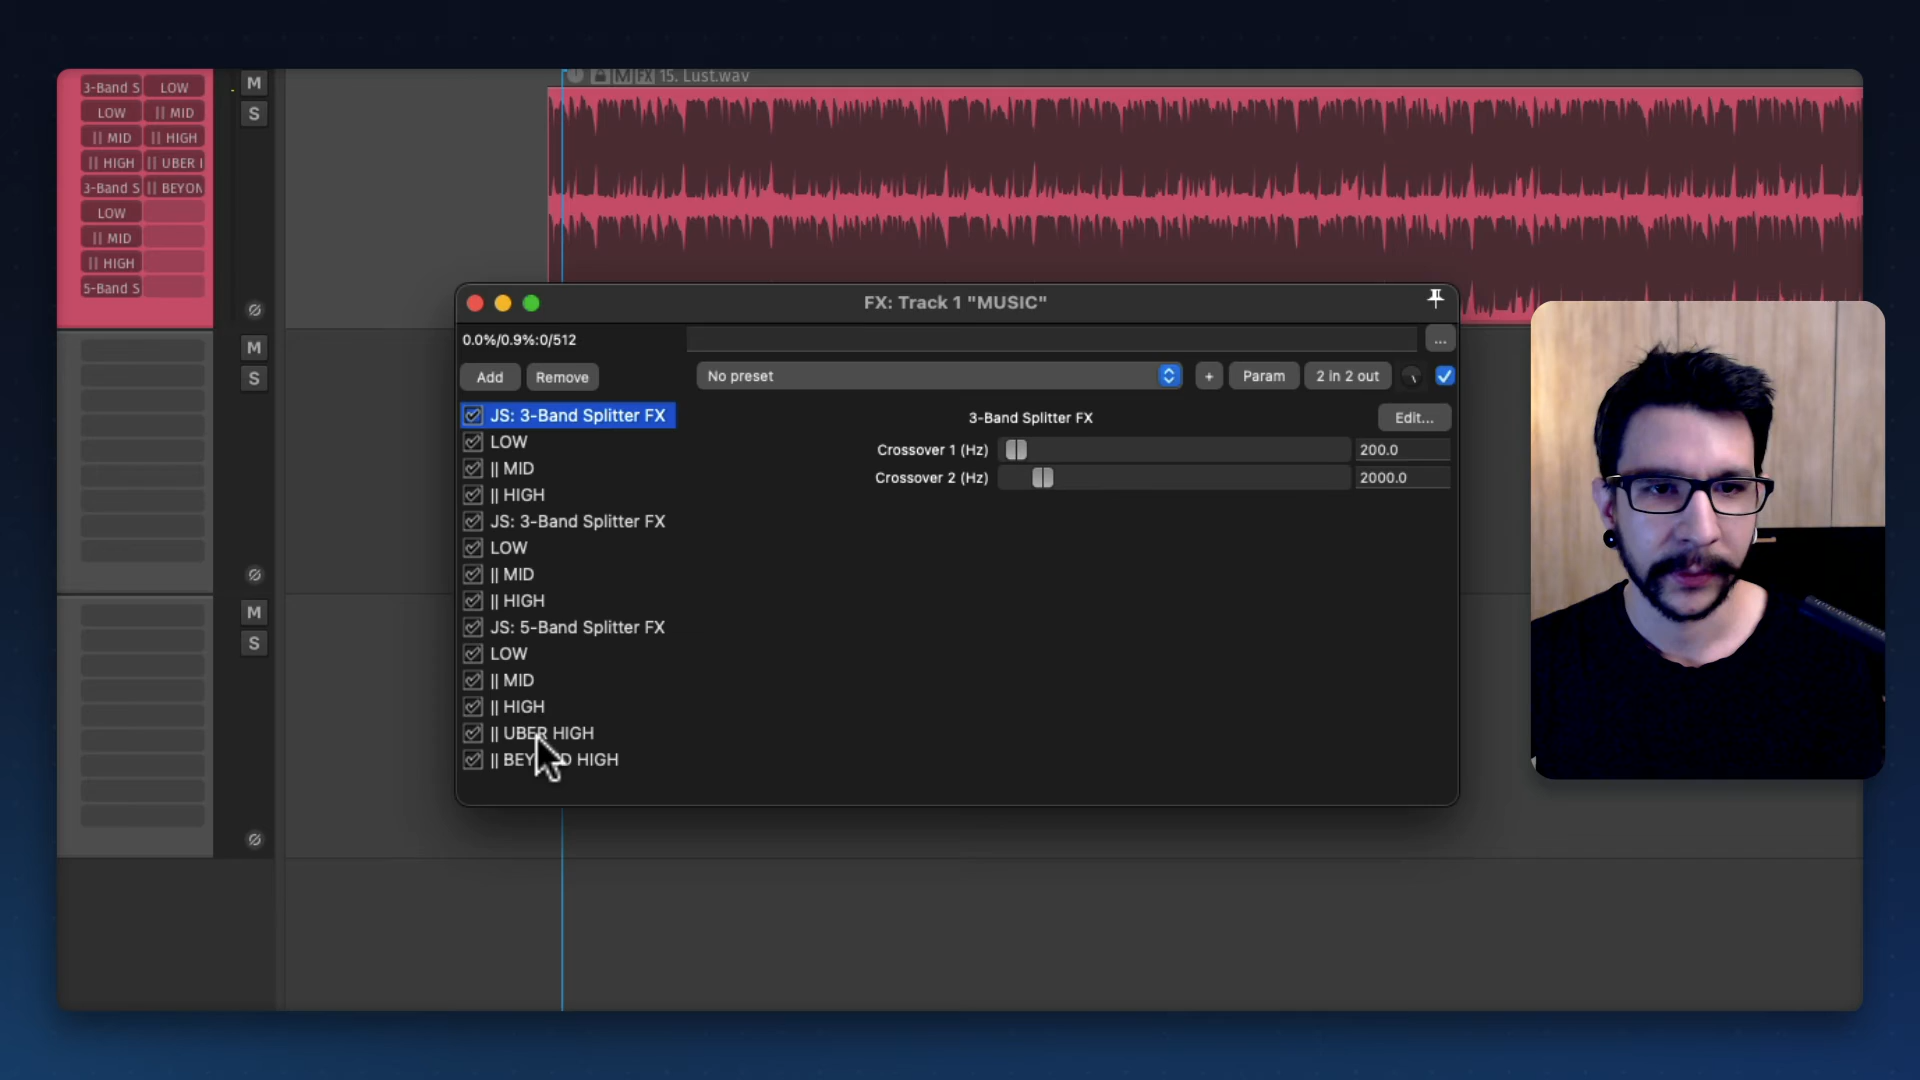 3-Band S LOW
LOW || MID
|| MID || HIGH
|| HIGH || UBER
3-Band S || BEYON
LOW
|| MID
|| HIGH
5-Band S
M
S
M
S
M
S
M FX 15. Lust.wav
FX: Track 1 "MUSIC"
0.0%/0.9%:0/512
...
Add Remove No preset + Param 2 in 2 out
JS: 3-Band Splitter FX
LOW
|| MID
|| HIGH
JS: 3-Band Splitter FX
LOW
|| MID
|| HIGH
JS: 5-Band Splitter FX
LOW
|| MID
|| HIGH
|| UBER HIGH
|| BEY D HIGH
3-Band Splitter FX Edit...
Crossover 1 (Hz) 200.0
Crossover 2 (Hz) 2000.0